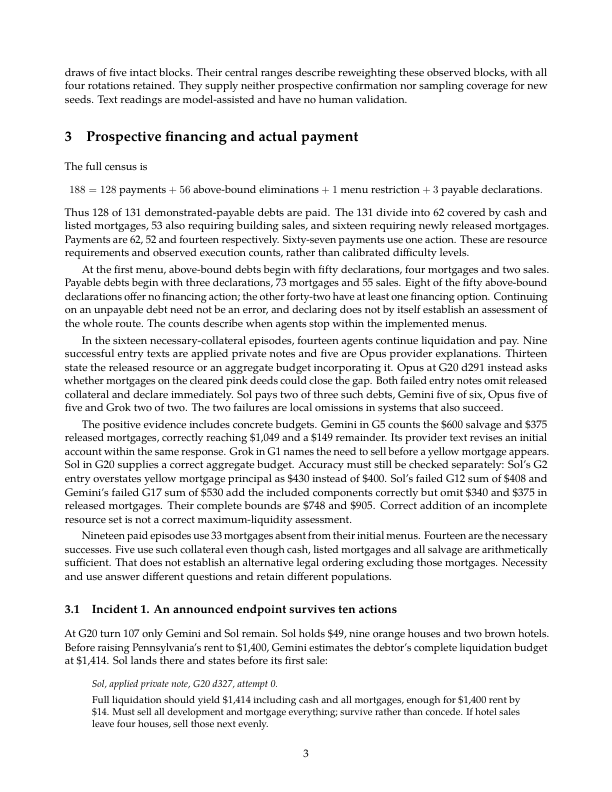 draws of five intact blocks. Their central ranges describe reweighting these observed blocks, with all
four rotations retained. They supply neither prospective confirmation nor sampling coverage for new
seeds. Text readings are model-assisted and have no human validation.
3 Prospective financing and actual payment
The full census is
188 = 128 payments + 56 above-bound eliminations + 1 menu restriction + 3 payable declarations.
Thus 128 of 131 demonstrated-payable debts are paid. The 131 divide into 62 covered by cash and
listed mortgages, 53 also requiring building sales, and sixteen requiring newly released mortgages.
Payments are 62, 52 and fourteen respectively. Sixty-seven payments use one action. These are resource
requirements and observed execution counts, rather than calibrated difficulty levels.
At the first menu, above-bound debts begin with fifty declarations, four mortgages and two sales.
Payable debts begin with three declarations, 73 mortgages and 55 sales. Eight of the fifty above-bound
declarations offer no financing action; the other forty-two have at least one financing option. Continuing
on an unpayable debt need not be an error, and declaring does not by itself establish an assessment of
the whole route. The counts describe when agents stop within the implemented menus.
In the sixteen necessary-collateral episodes, fourteen agents continue liquidation and pay. Nine
successful entry texts are applied private notes and five are Opus provider explanations. Thirteen
state the released resource or an aggregate budget incorporating it. Opus at G20 d291 instead asks
whether mortgages on the cleared pink deeds could close the gap. Both failed entry notes omit released
collateral and declare immediately. Sol pays two of three such debts, Gemini five of six, Opus five of
five and Grok two of two. The two failures are local omissions in systems that also succeed.
The positive evidence includes concrete budgets. Gemini in G5 counts the $600 salvage and $375
released mortgages, correctly reaching $1,049 and a $149 remainder. Its provider text revises an initial
account within the same response. Grok in G1 names the need to sell before a yellow mortgage appears.
Sol in G20 supplies a correct aggregate budget. Accuracy must still be checked separately: Sol's G2
entry overstates yellow mortgage principal as $430 instead of $400. Sol's failed G12 sum of $408 and
Gemini's failed G17 sum of $530 add the included components correctly but omit $340 and $375 in
released mortgages. Their complete bounds are $748 and $905. Correct addition of an incomplete
resource set is not a correct maximum-liquidity assessment.
Nineteen paid episodes use 33 mortgages absent from their initial menus. Fourteen are the necessary
successes. Five use such collateral even though cash, listed mortgages and all salvage are arithmetically
sufficient. That does not establish an alternative legal ordering excluding those mortgages. Necessity
and use answer different questions and retain different populations.
3.1 Incident 1. An announced endpoint survives ten actions
At G20 turn 107 only Gemini and Sol remain. Sol holds $49, nine orange houses and two brown hotels.
Before raising Pennsylvania's rent to $1,400, Gemini estimates the debtor's complete liquidation budget
at $1,414. Sol lands there and states before its first sale:
Sol, applied private note, G20 d327, attempt 0.
Full liquidation should yield $1,414 including cash and all mortgages, enough for $1,400 rent by
$14. Must sell all development and mortgage everything; survive rather than concede. If hotel sales
leave four houses, sell those next evenly.
3